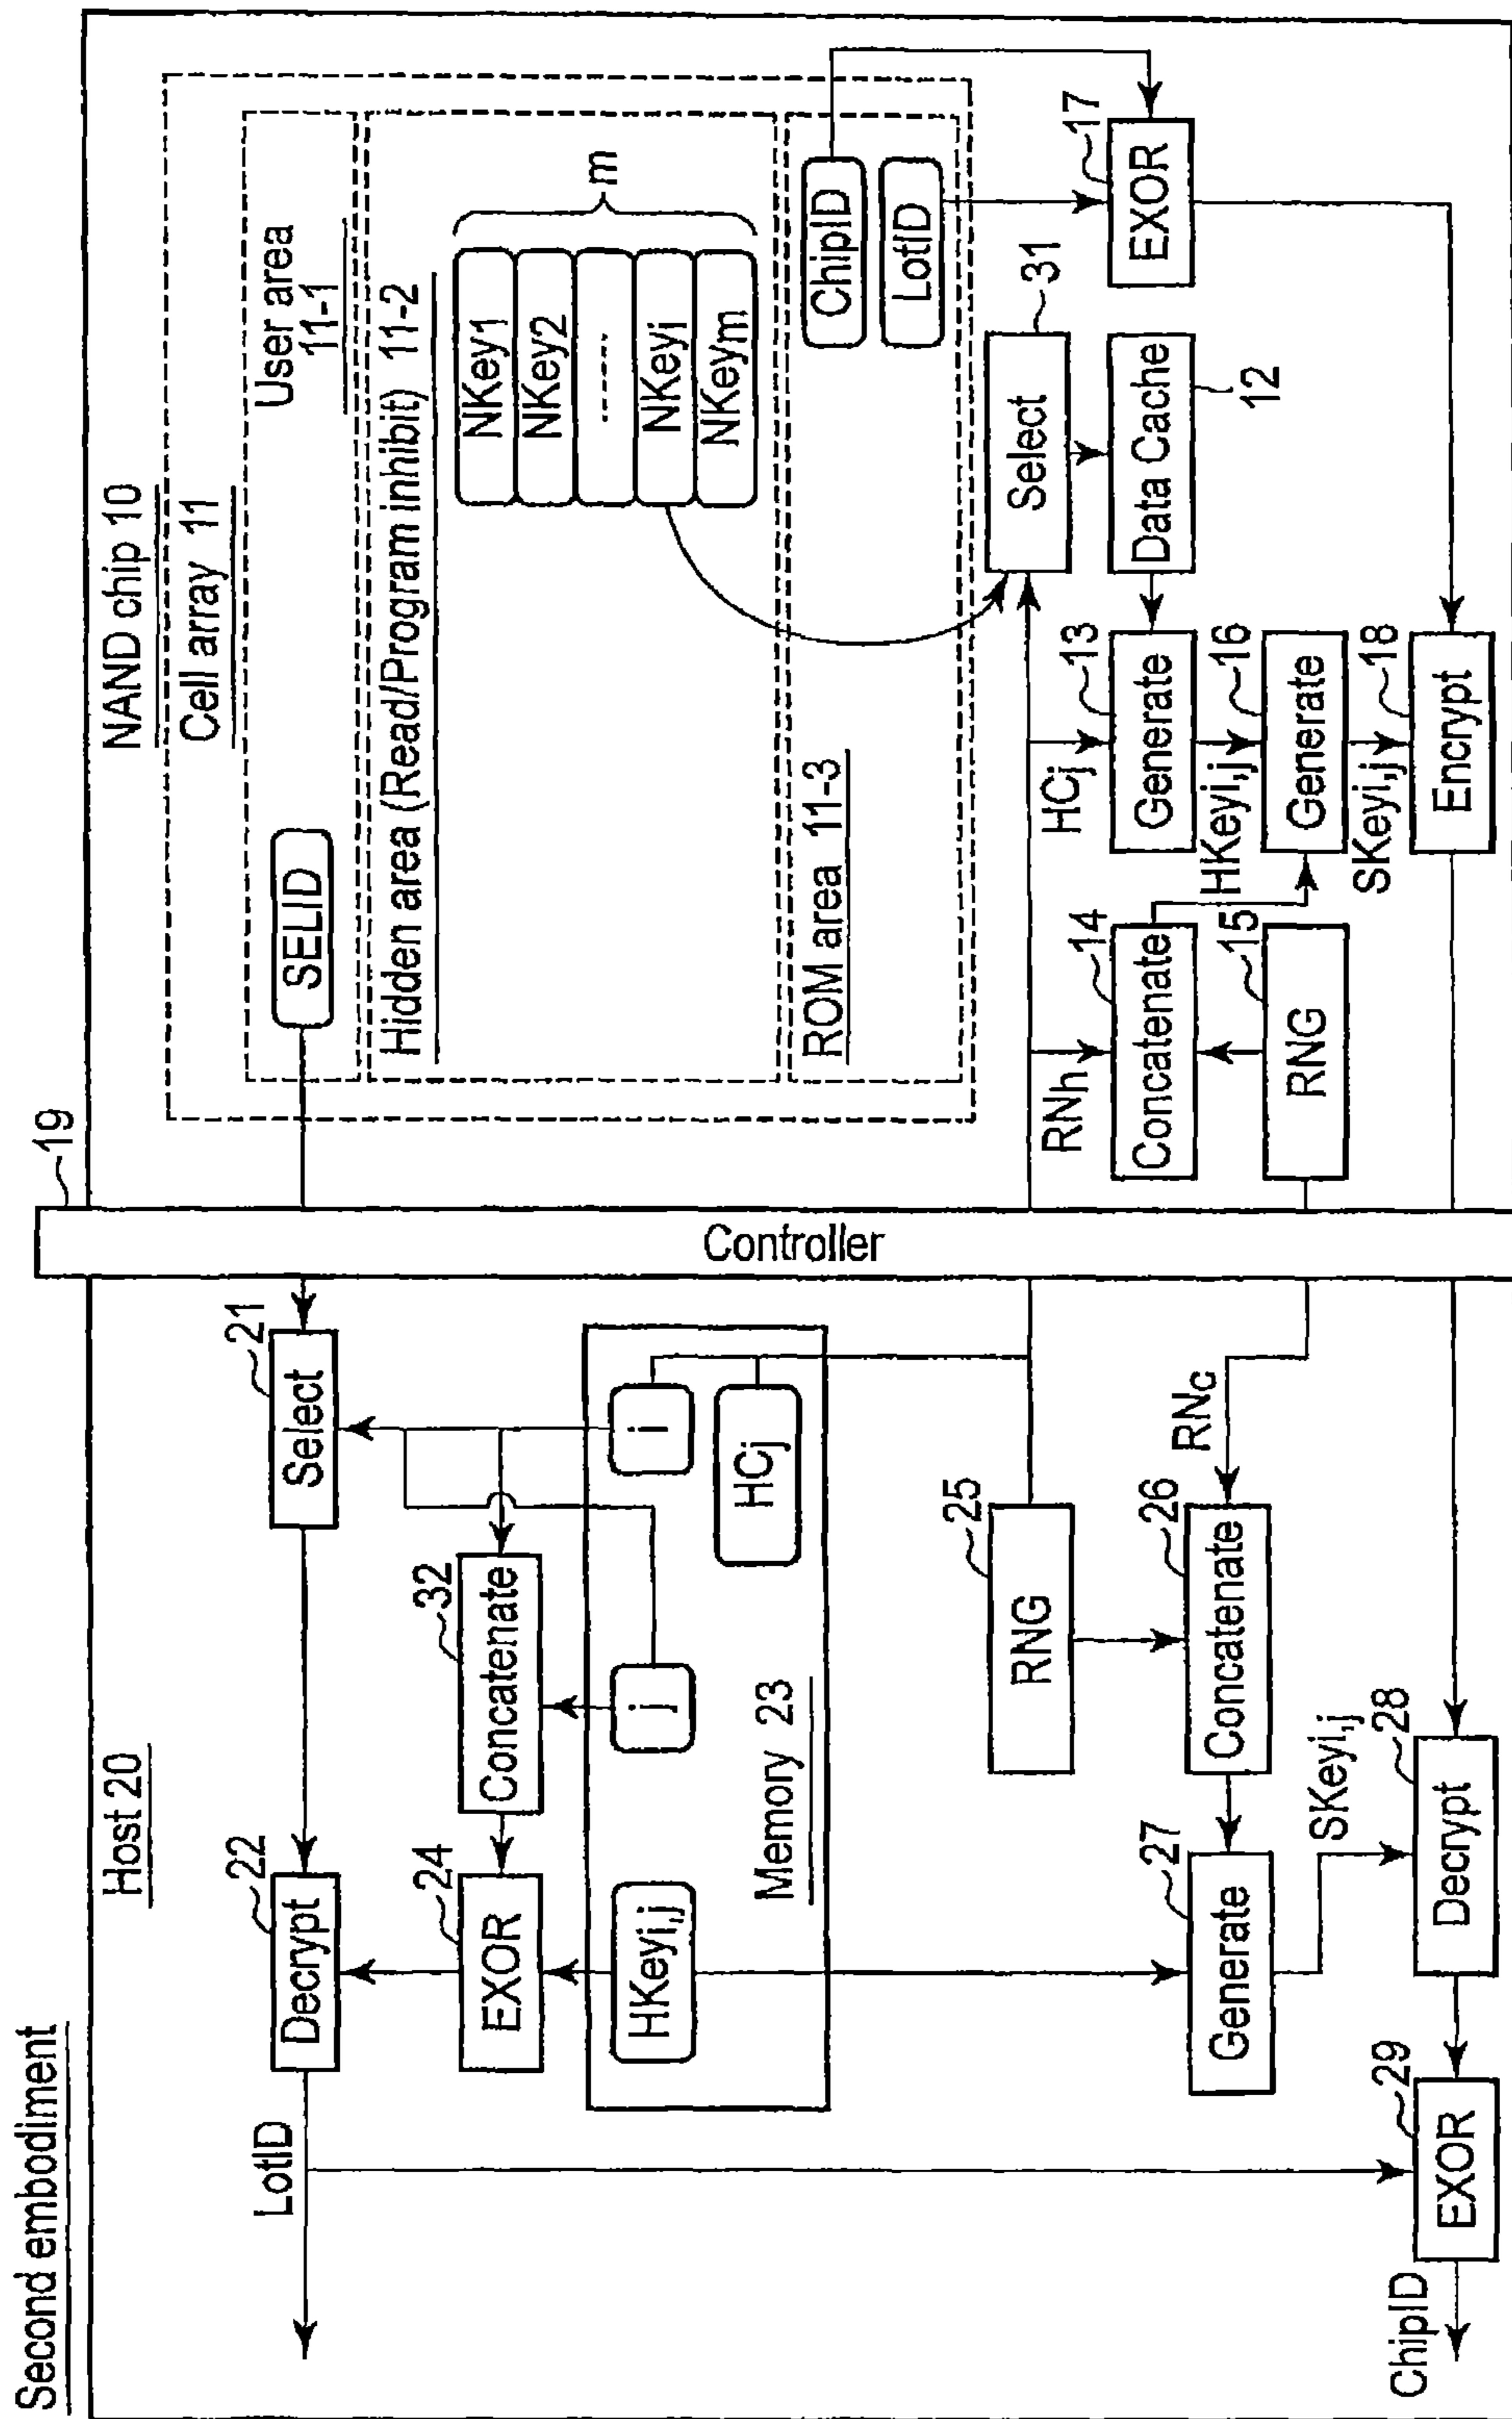 Second embodiment
Host 20
LotID
Decrypt
22
Select
21
EXOR
24
Concatenate
32
HKeyi,j
j
i
HCj
Memory 23
RNG
25
RNc
Generate
27
Concatenate
26
SKeyi,j
EXOR
29
Decrypt
28
ChipID
Controller
19
NAND chip 10
Cell array 11
User area
11-1
SELID
Hidden area (Read/Program inhibit) 11-2
NKey1
NKey2
......
NKeyi
NKeym
m
ROM area 11-3
ChipID
LotID
Select
31
EXOR
17
RNh
HCj
Concatenate
14
Generate
13
Data Cache
12
HKeyi,j
RNG
15
Generate
16
SKeyi,j
Encrypt
18